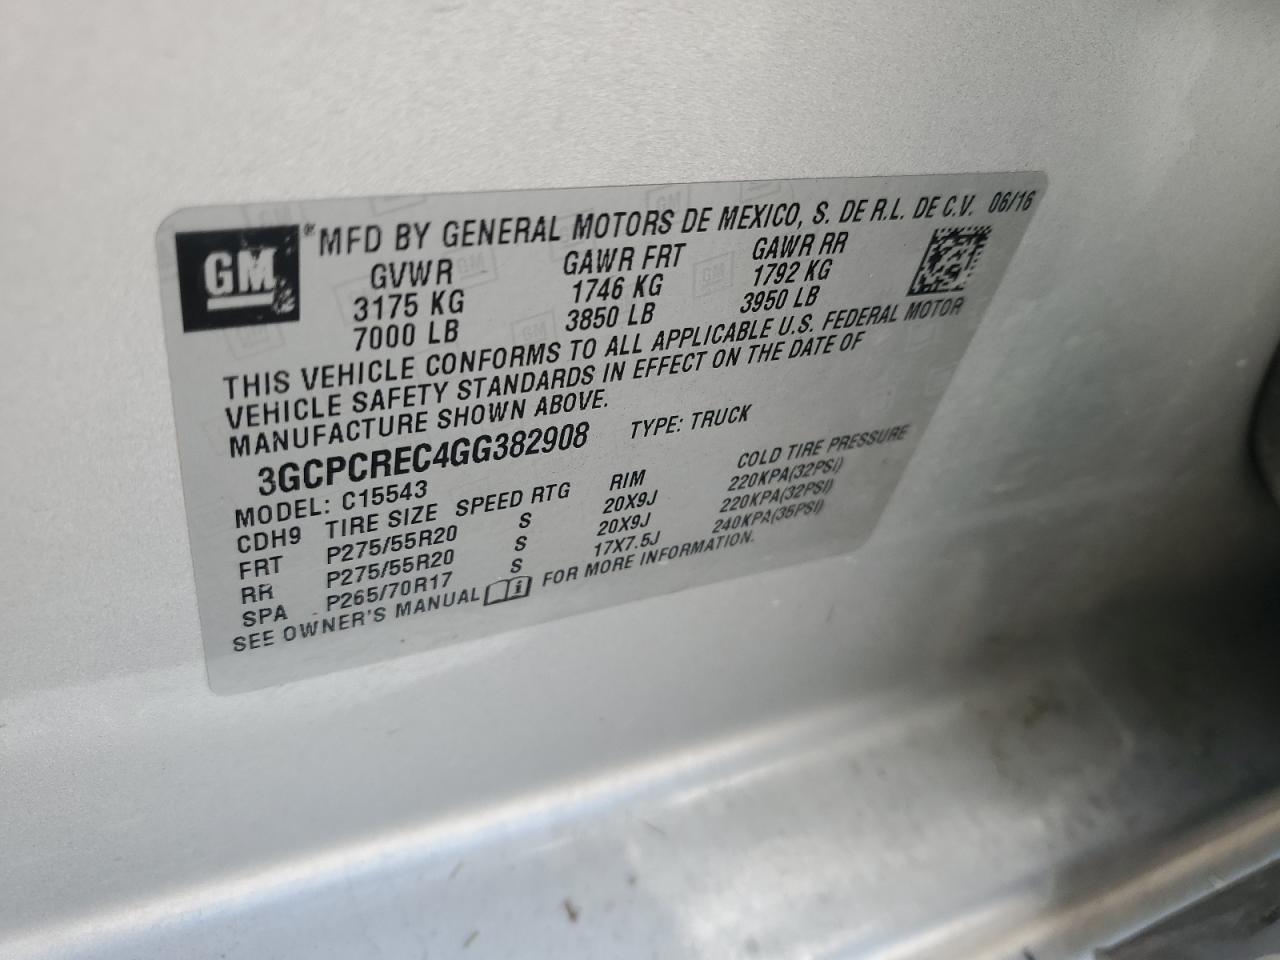 GM
® MFD BY GENERAL MOTORS DE MEXICO, S. DE R.L. DE C.V. 06/16
GVWR GAWR FRT GAWR RR
3175 KG 1746 KG 1792 KG
7000 LB 3850 LB 3950 LB
THIS VEHICLE CONFORMS TO ALL APPLICABLE U.S. FEDERAL MOTOR
VEHICLE SAFETY STANDARDS IN EFFECT ON THE DATE OF
MANUFACTURE SHOWN ABOVE.
3GCPCREC4GG382908 TYPE: TRUCK
MODEL: C15543
CDH9 TIRE SIZE SPEED RTG RIM COLD TIRE PRESSURE
FRT P275/55R20 S 20X9J 220KPA(32PSI)
RR P275/55R20 S 20X9J 220KPA(32PSI)
SPA P265/70R17 S 17X7.5J 240KPA(35PSI)
SEE OWNER'S MANUAL FOR MORE INFORMATION.